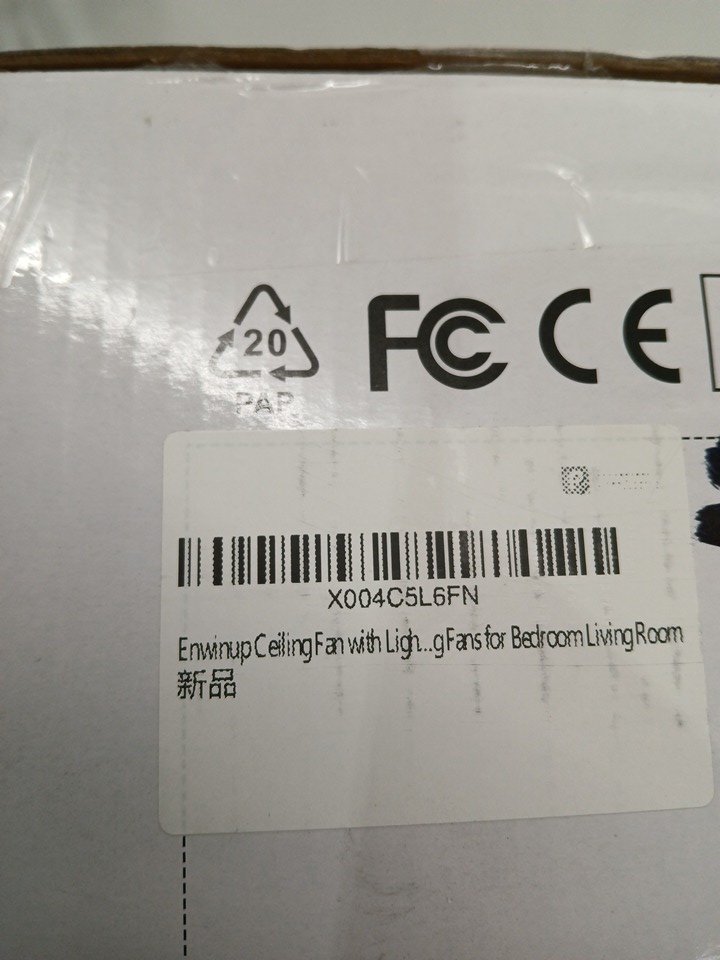 20
PAP
FC CE
X004C5L6FN
Enwinup Ceiling Fan with Ligh...g Fans for Bedroom Living Room
新品